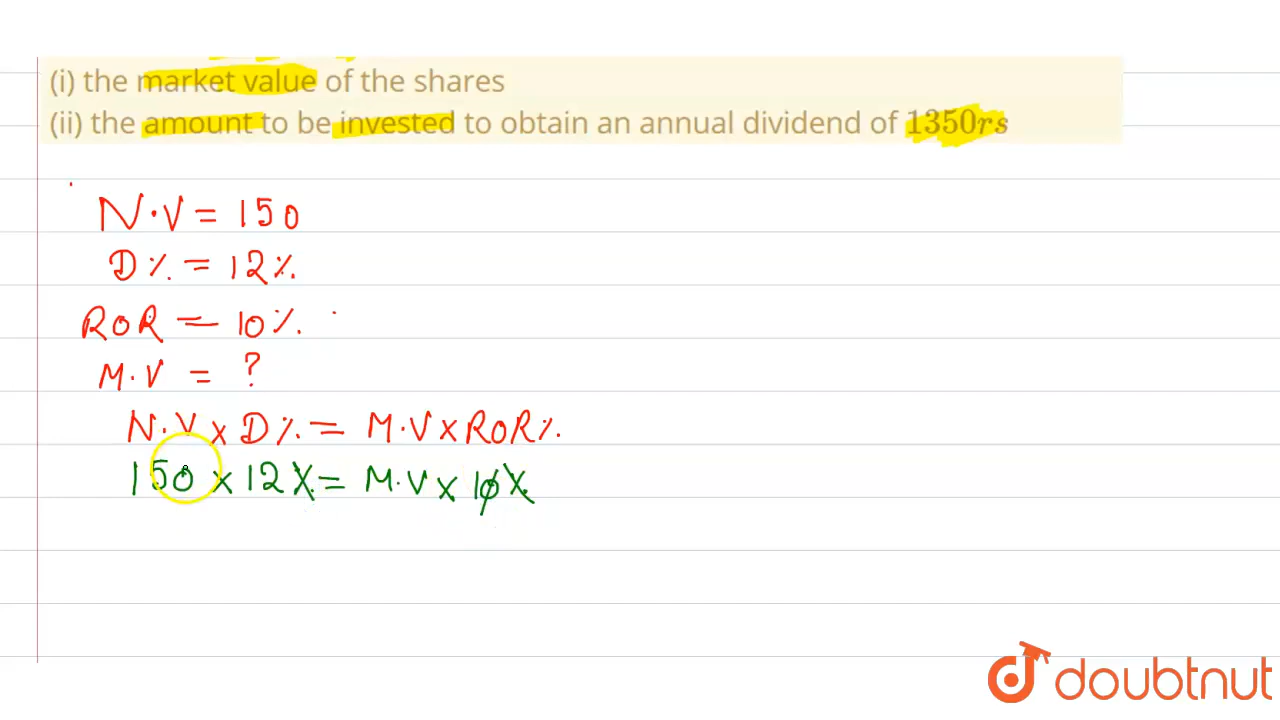 (i) the market value of the shares
(ii) the amount to be invested to obtain an annual dividend of 1350rs
N.V = 150
D% = 12%
ROR = 10%.
M.V = ?
N.V x D% = M.V x ROR%
150 x 12% = M.V x 10%
doubtnut